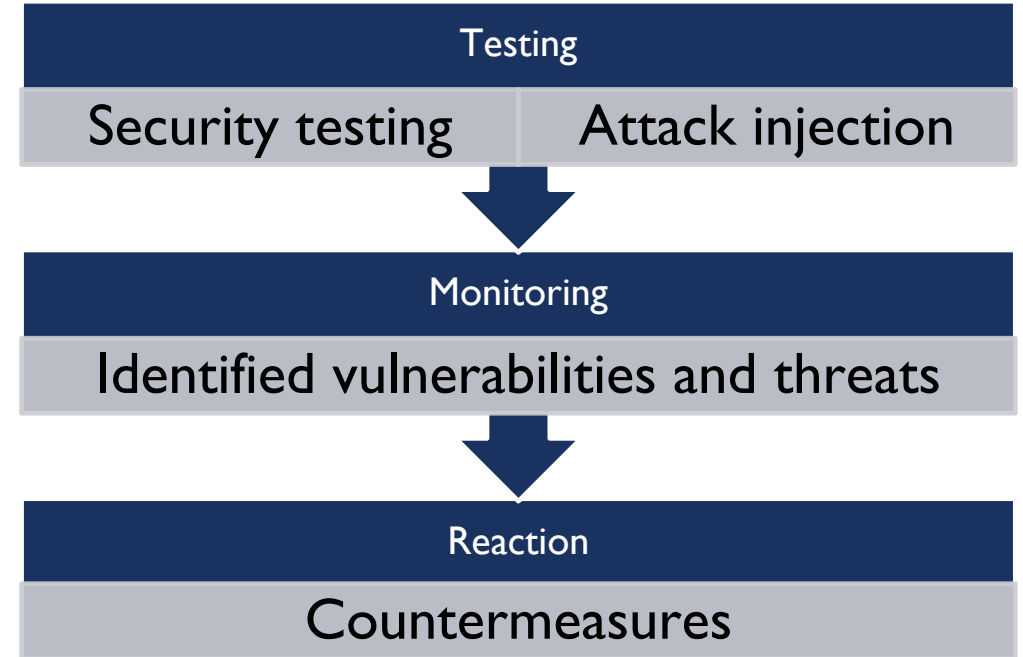 Testing
Security testing Attack injection
Monitoring
Identified vulnerabilities and threats
Reaction
Countermeasures